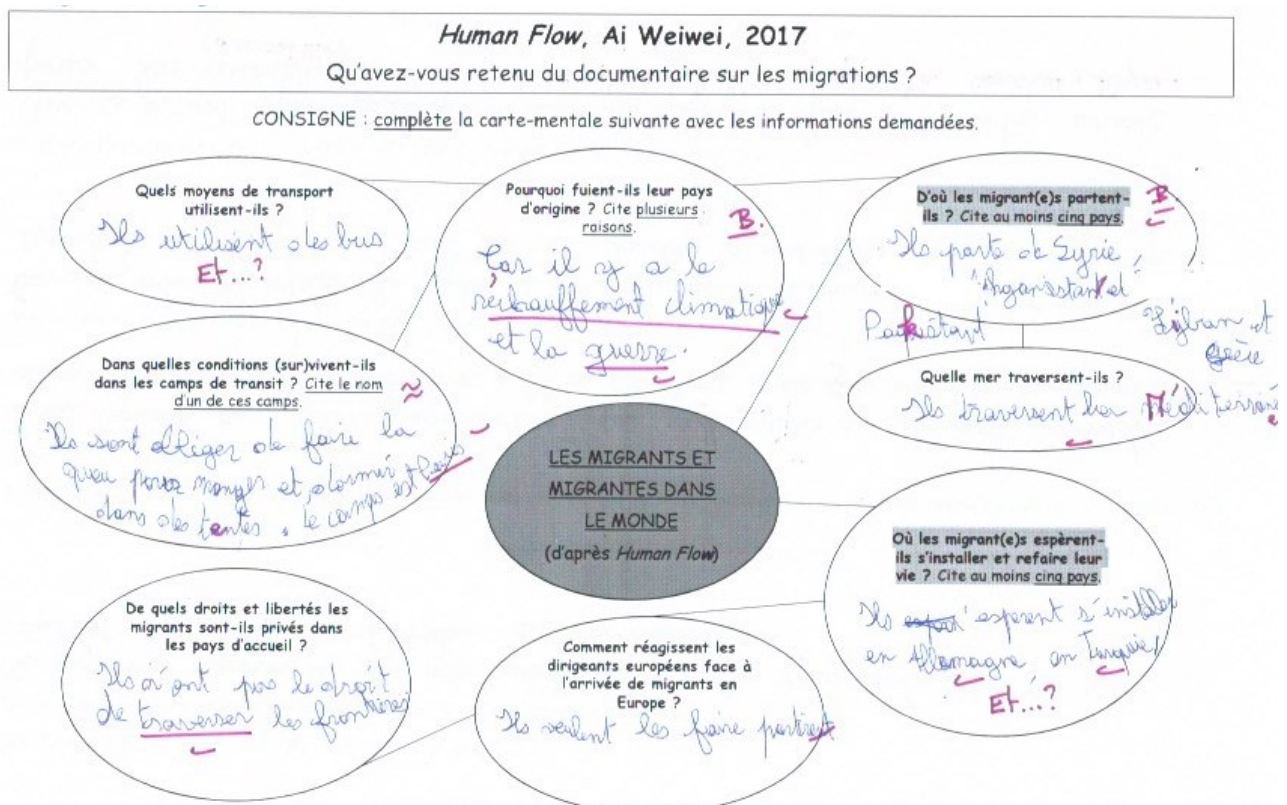 Human Flow, Ai Weiwei, 2017
Qu'avez-vous retenu du documentaire sur les migrations ?
CONSIGNE : complète la carte-mentale suivante avec les informations demandées.
Quels moyens de transport
utilisent-ils ?
Ils utilisent des bus
Et...?
Pourquoi fuient-ils leur pays
d'origine ? Cite plusieurs
raisons.
B.
Car il y a le
réchauffement climatique
et la guerre.
D'où les migrant(e)s partent-
ils ? Cite au moins cinq pays.
B
Ils parte de Syrie,
et
Liban et
Dans quelles conditions (sur)vivent-ils
dans les camps de transit ? Cite le nom
d'un de ces camps.
≈
Ils sont obliger de faire la
queu pour manger et dormir
dans des tentes. le camps est
Quelle mer traversent-ils ?
Ils traversent la Méditerranée
LES MIGRANTS ET
MIGRANTES DANS
LE MONDE
(d'après Human Flow)
Où les migrant(e)s espèrent-
ils s'installer et refaire leur
vie ? Cite au moins cinq pays.
Ils esperent s'installer
en Allemagne en Turquie,
Et...?
De quels droits et libertés les
migrants sont-ils privés dans
les pays d'accueil ?
Ils n'ont pas le droit
de traverser les frontières
Comment réagissent les
dirigeants européens face à
l'arrivée de migrants en
Europe ?
Ils veulent les faire